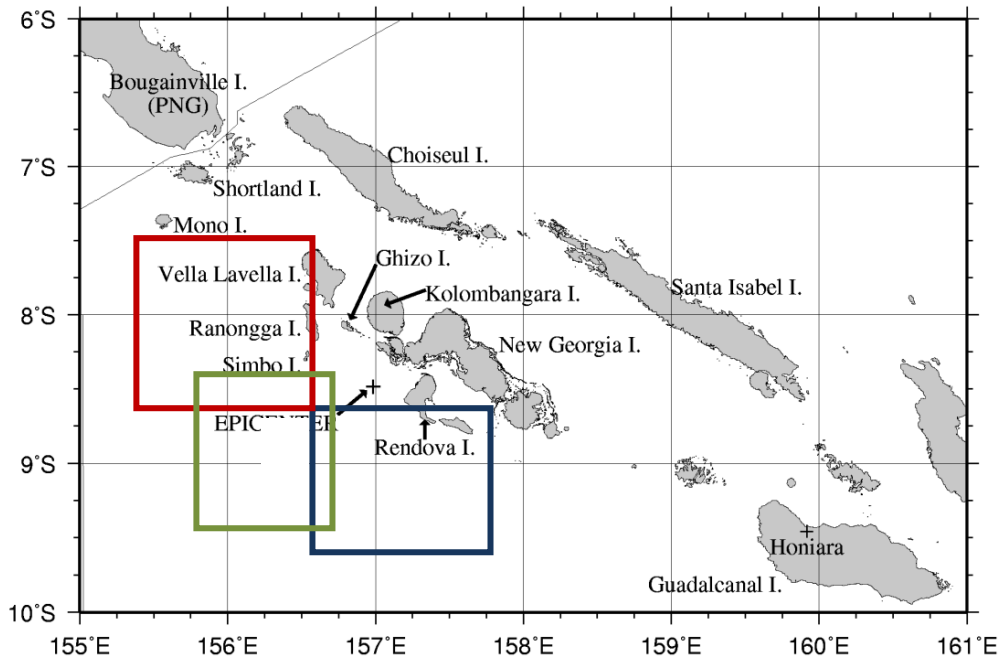 6°S
Bougainville I.
(PNG)
Choiseul I.
7°S
Shortland I.
Mono I.
Ghizo I.
Vella Lavella I.
Kolombangara I.
Santa Isabel I.
8°S
Ranongga I.
New Georgia I.
Simbo I.
EPICENTER
Rendova I.
9°S
Honiara
Guadalcanal I.
10°S
155°E
156°E
157°E
158°E
159°E
160°E
161°E